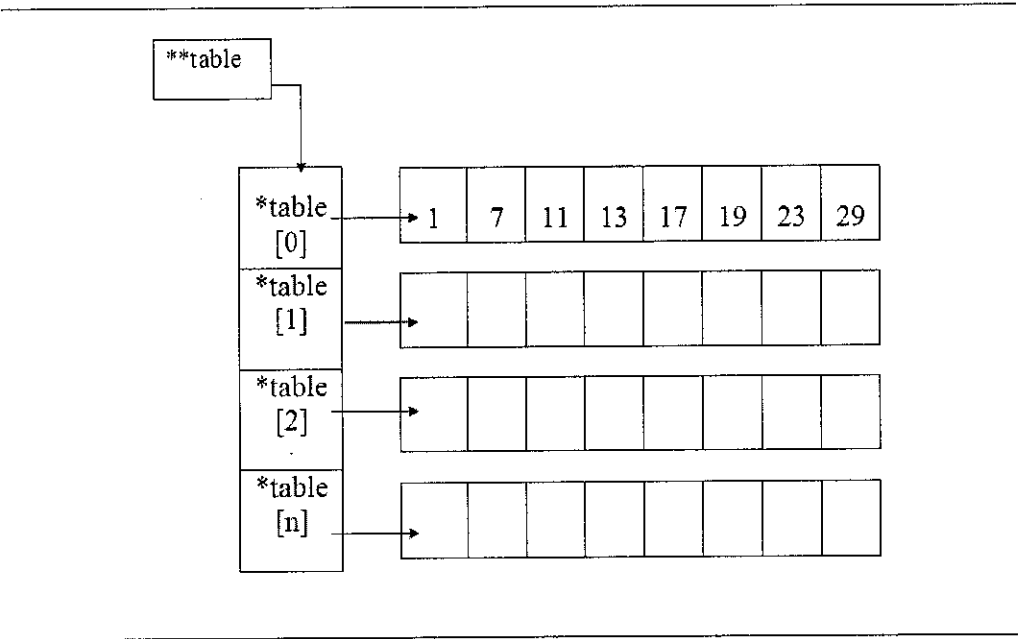 **table
*table
[0]
1 7 11 13 17 19 23 29
*table
[1]
*table
[2]
*table
[n]